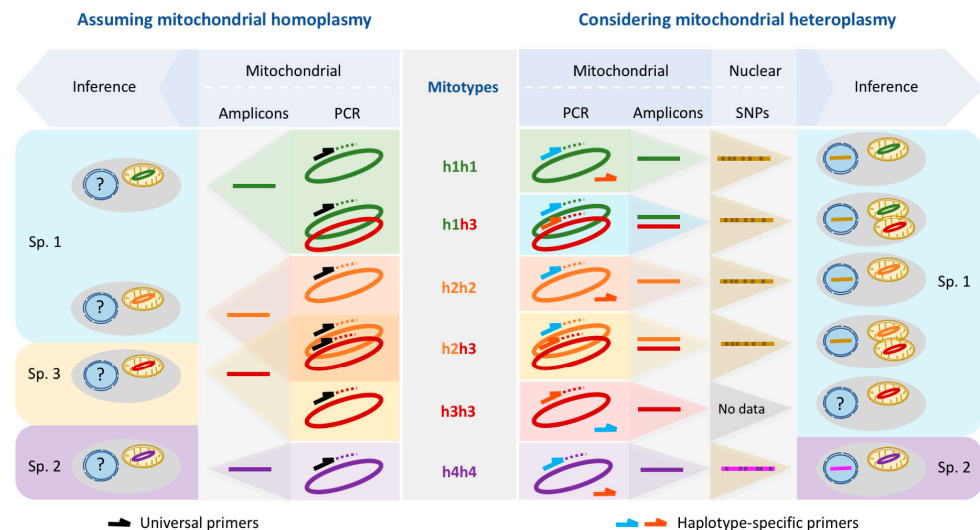 Assuming mitochondrial homoplasmy
Considering mitochondrial heteroplasmy
Inference
Mitochondrial
Amplicons
PCR
Mitotypes
Mitochondrial
PCR
Amplicons
Nuclear
SNPs
Inference
Sp. 1
?
?
Sp. 3
?
Sp. 2
?
h1h1
h1h3
h2h2
h2h3
h3h3
h4h4
No data
?
Sp. 1
Sp. 2
Universal primers
Haplotype-specific primers